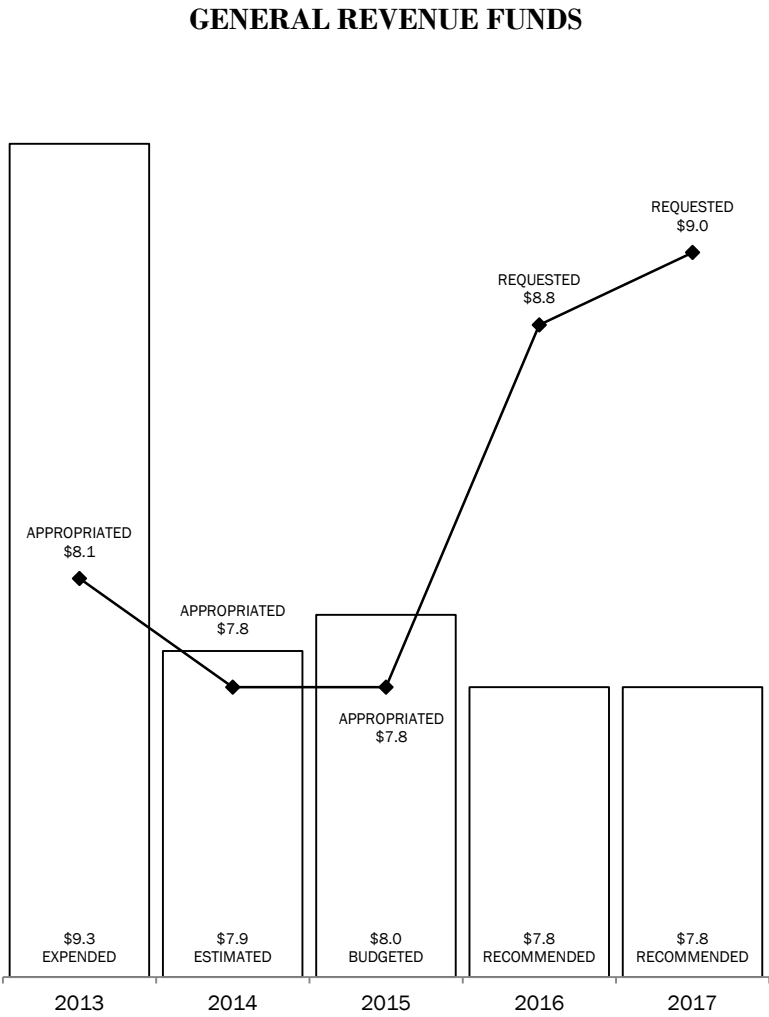 GENERAL REVENUE FUNDS
REQUESTED
$9.0
REQUESTED
$8.8
APPROPRIATED
$8.1
APPROPRIATED
$7.8
APPROPRIATED
$7.8
$9.3
EXPENDED
$7.9
ESTIMATED
$8.0
BUDGETED
$7.8
RECOMMENDED
$7.8
RECOMMENDED
2013
2014
2015
2016
2017